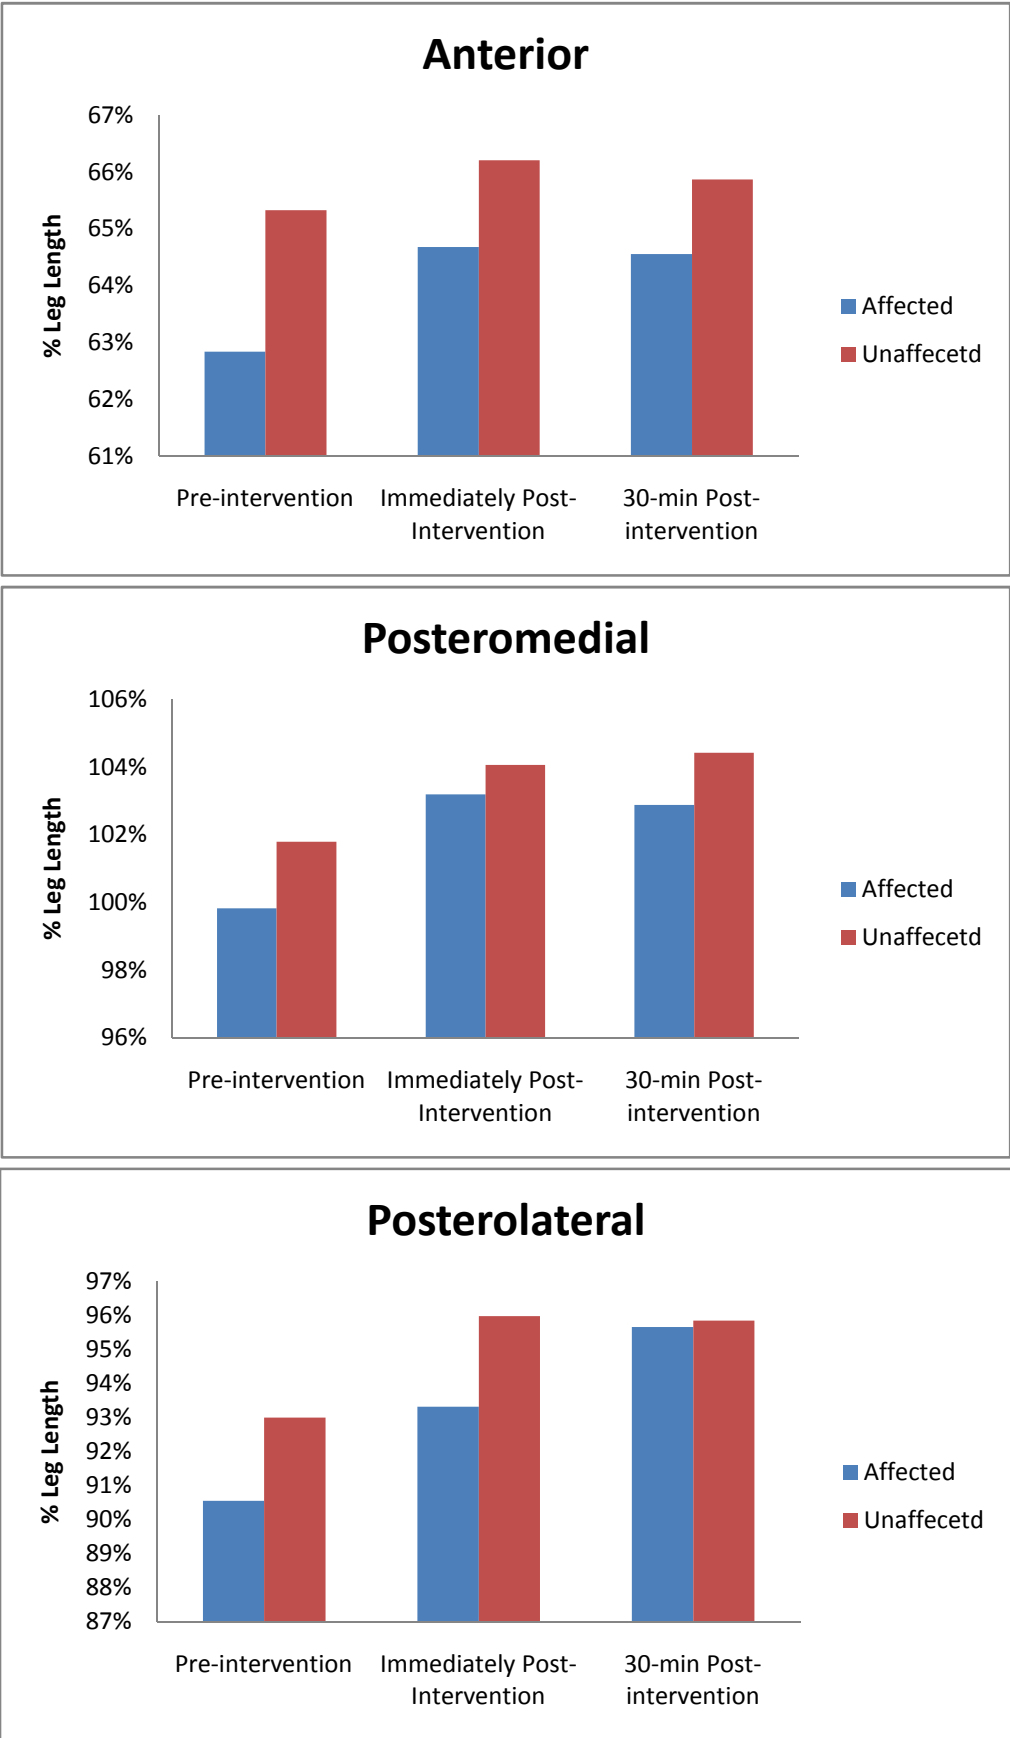 Anterior
67%
66%
65%
64%
63%
62%
61%
% Leg Length
Pre-intervention
Immediately Post-
Intervention
30-min Post-
intervention
Affected
Unaffecetd
Posteromedial
106%
104%
102%
100%
98%
96%
% Leg Length
Pre-intervention
Immediately Post-
Intervention
30-min Post-
intervention
Affected
Unaffecetd
Posterolateral
97%
96%
95%
94%
93%
92%
91%
90%
89%
88%
87%
% Leg Length
Pre-intervention
Immediately Post-
Intervention
30-min Post-
intervention
Affected
Unaffecetd